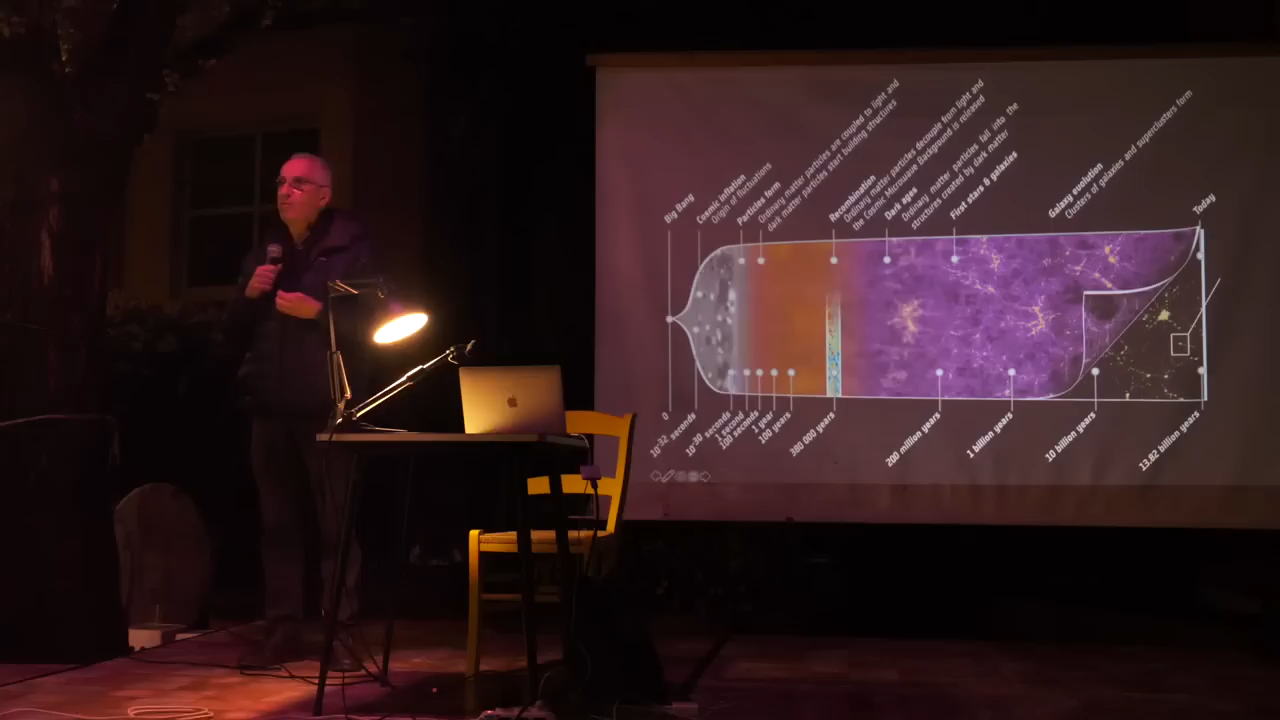 Big Bang
Cosmic Inflation
Origin of fluctuations
Particles form
Ordinary matter particles are coupled to light and
dark matter particles start building structures
Recombination
Ordinary matter particles decouple from light and
the Cosmic Microwave Background is released
Dark ages
Ordinary matter particles fall into the
structures created by dark matter
First stars & galaxies
Galaxy evolution
Clusters of galaxies and superclusters form
Today
0
10-32 seconds
10-30 seconds
1 second
100 seconds
1 year
100 years
380 000 years
200 million years
1 billion years
10 billion years
13.82 billion years